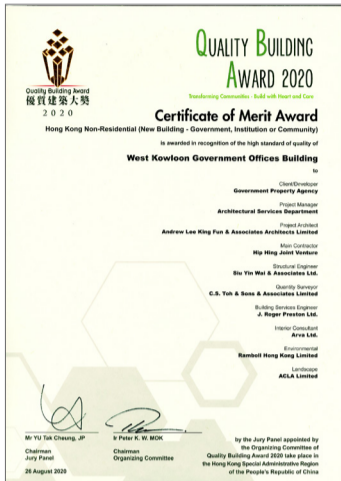 Quality Building Award
優質建築大獎
2020
QUALITY BUILDING
AWARD 2020
Transforming Communities - Build with Heart and Care
Certificate of Merit Award
Hong Kong Non-Residential (New Building - Government, Institution or Community)
is awarded in recognition of the high standard of quality of
West Kowloon Government Offices Building
to
Client/Developer
Government Property Agency
Project Manager
Architectural Services Department
Project Architect
Andrew Lee King Fun & Associates Architects Limited
Main Contractor
Hip Hing Joint Venture
Structural Engineer
Siu Yin Wai & Associates Ltd.
Quantity Surveyor
C.S. Toh & Sons & Associates Limited
Building Services Engineer
J. Roger Preston Ltd.
Interior Consultant
Arva Ltd.
Environmental
Ramboll Hong Kong Limited
Landscape
ACLA Limited
Mr YU Tak Cheung, JP
Chairman
Jury Panel
26 August 2020
Ir Peter K. W. MOK
Chairman
Organizing Committee
by the Jury Panel appointed by
the Organizing Committee of
Quality Building Award 2020 take place in
the Hong Kong Special Administrative Region
of the People's Republic of China